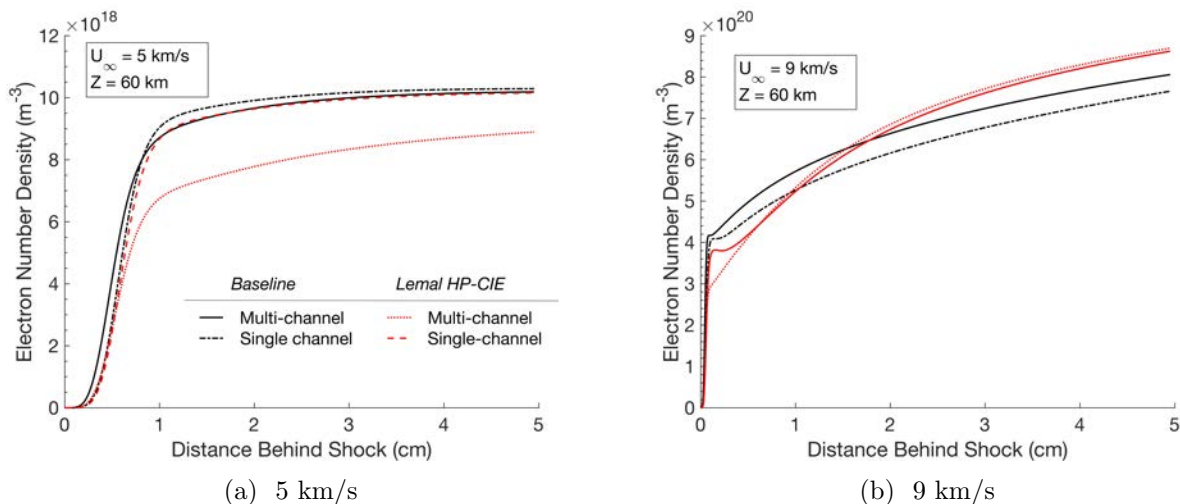 ×10^18
12
10
8
6
4
2
0
Electron Number Density (m^-3)
U_∞ = 5 km/s
Z = 60 km
Baseline Lemal HP-CIE
Multi-channel Multi-channel
Single channel Single-channel
0 1 2 3 4 5
Distance Behind Shock (cm)
(a) 5 km/s
×10^20
9
8
7
6
5
4
3
2
1
0
Electron Number Density (m^-3)
U_∞ = 9 km/s
Z = 60 km
0 1 2 3 4 5
Distance Behind Shock (cm)
(b) 9 km/s